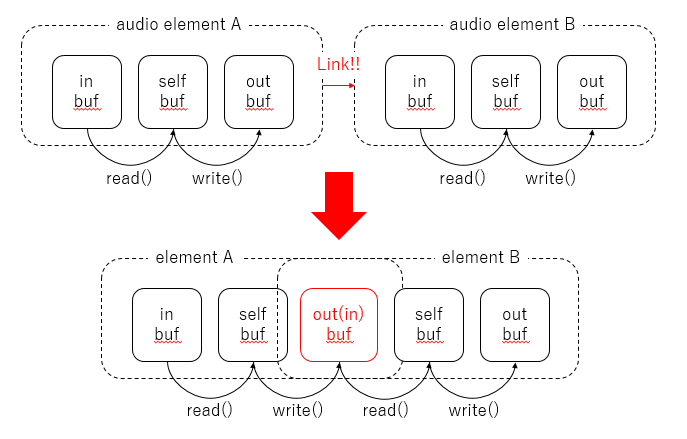 audio element A
audio element B
Link!!
in
buf
self
buf
out
buf
in
buf
self
buf
out
buf
read()
write()
read()
write()
element A
element B
in
buf
self
buf
out(in)
buf
self
buf
out
buf
read()
write()
read()
write()